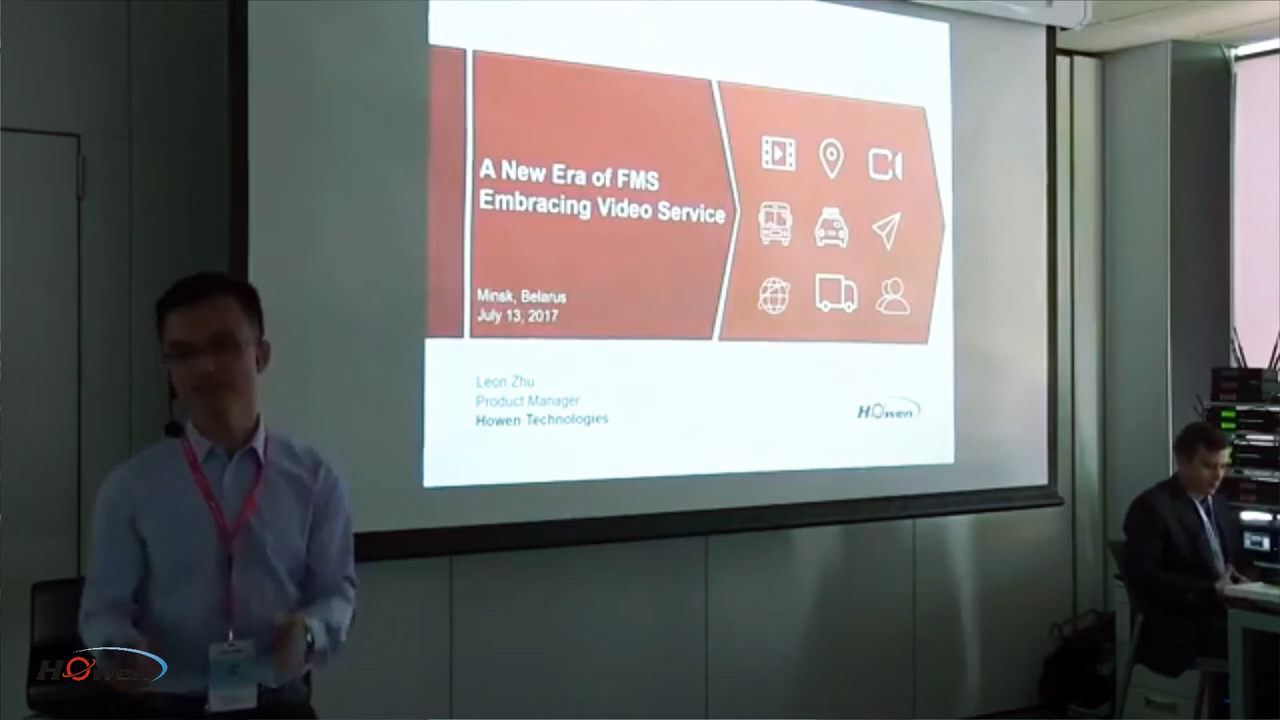 A New Era of FMS
Embracing Video Service
Minsk, Belarus
July 13, 2017
Leon Zhu
Product Manager
Howen Technologies
HOwen
HOwen